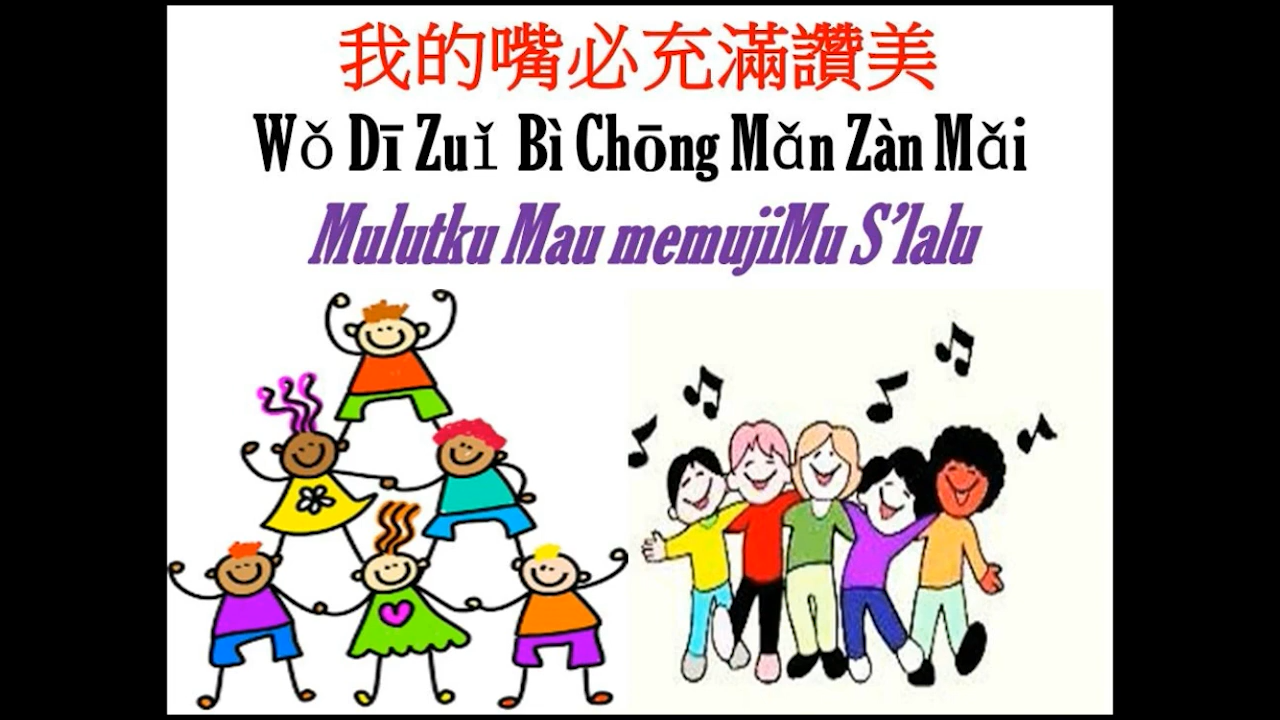 我的嘴必充滿讚美
Wǒ Dī Zuǐ Bì Chōng Mǎn Zàn Mǎi
Mulutku Mau memujiMu S’lalu